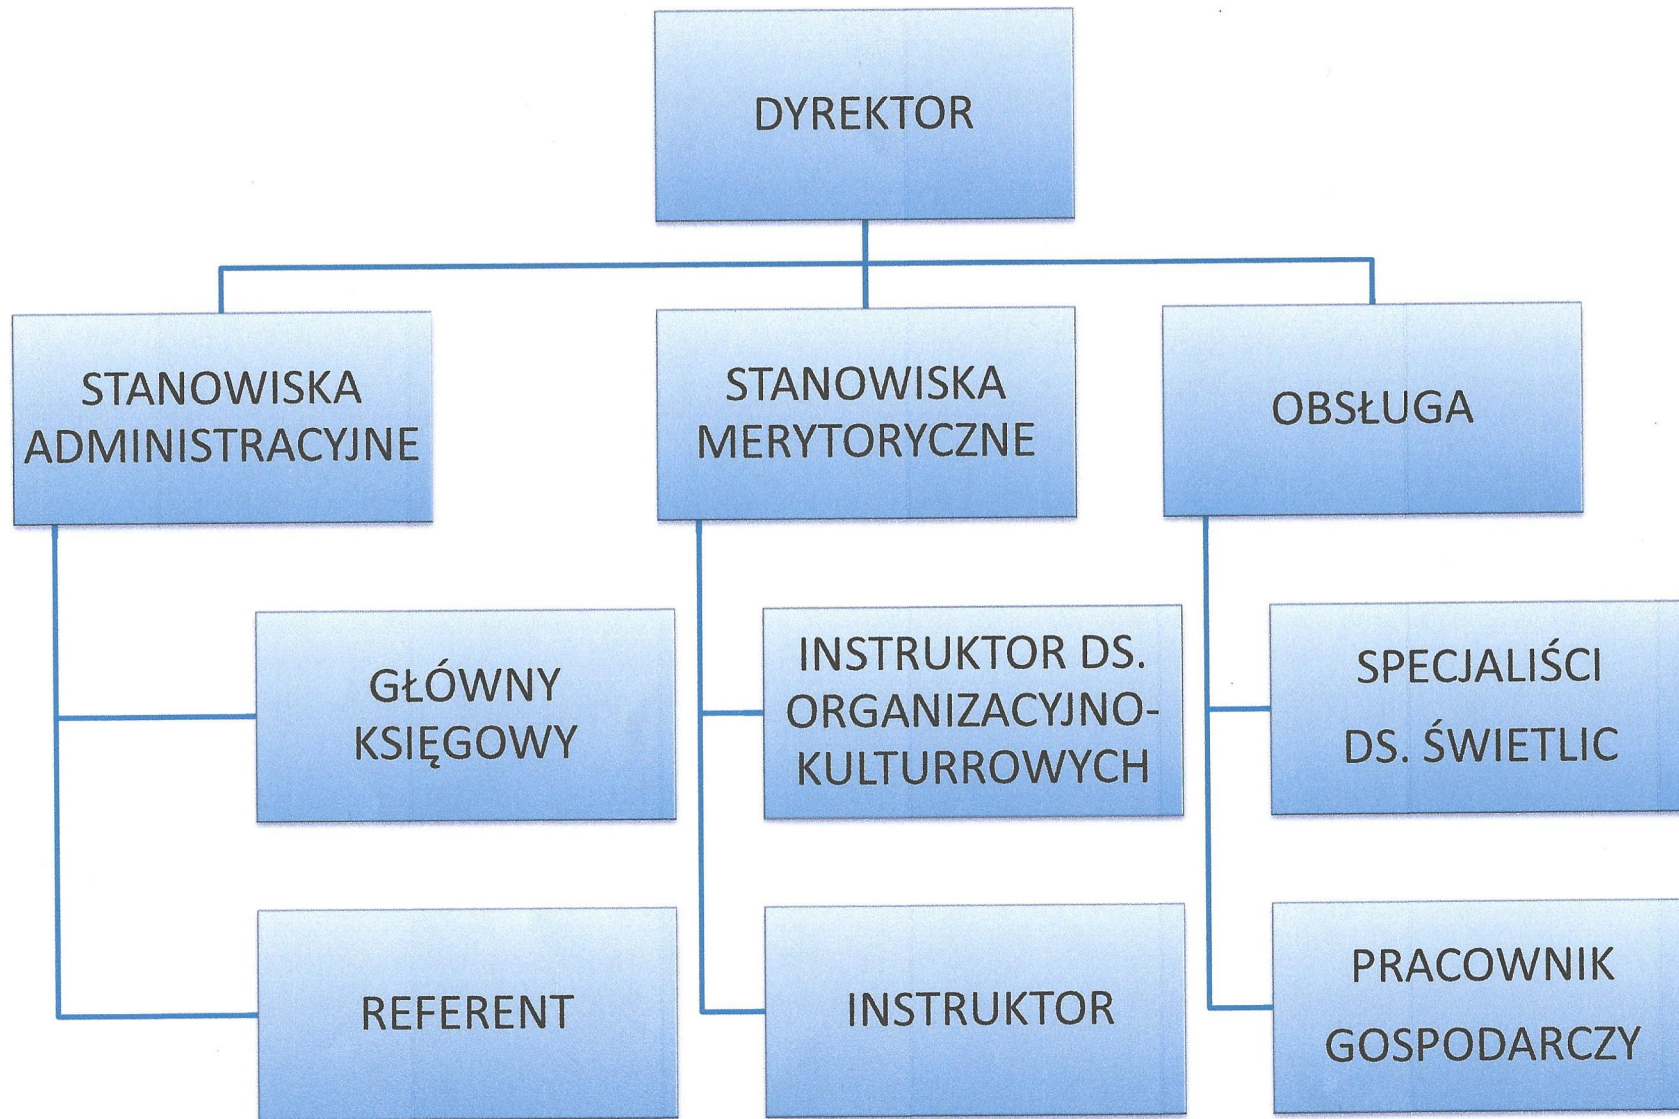 DYREKTOR
STANOWISKA
ADMINISTRACYJNE
STANOWISKA
MERYTORYCZNE
OBSŁUGA
GŁÓWNY
KSIĘGOWY
INSTRUKTOR DS.
ORGANIZACYJNO-
KULTURROWYCH
SPECJALIŚCI
DS. ŚWIETLIC
REFERENT
INSTRUKTOR
PRACOWNIK
GOSPODARCZY